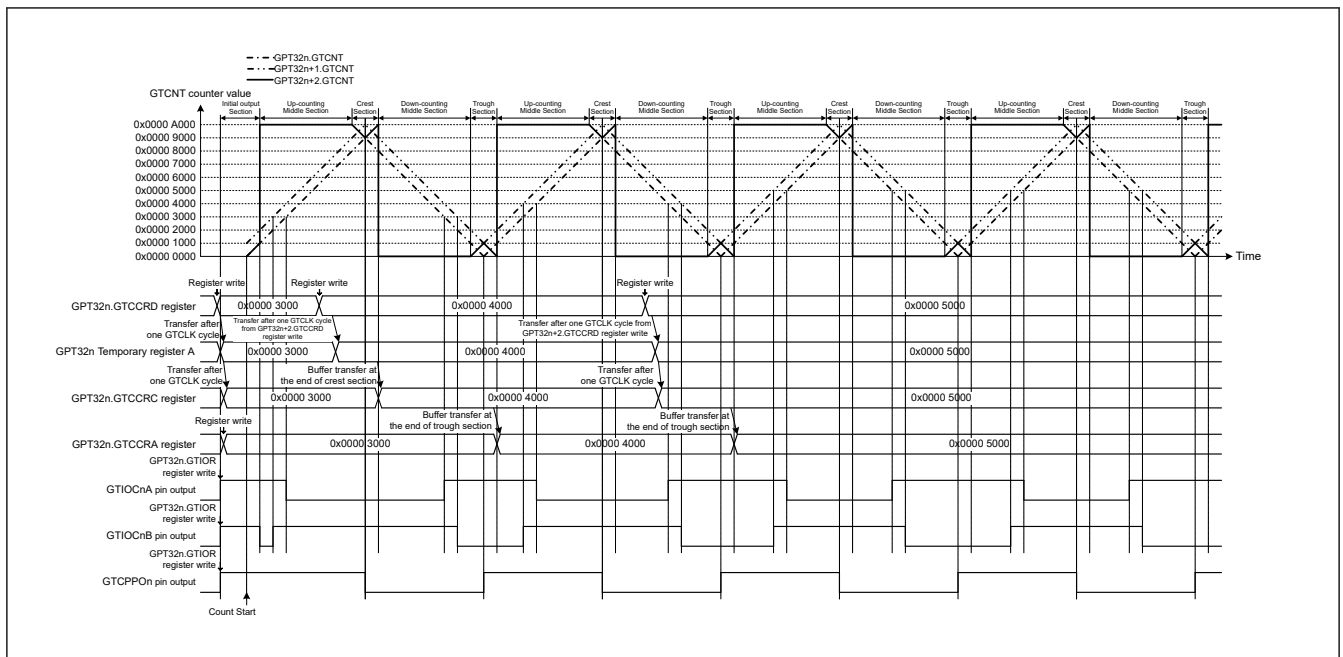 GPT32n.GTCNT
GPT32n+1.GTCNT
GPT32n+2.GTCNT
GTCNT counter value
Initial output
Section
Up-counting
Middle Section
Crest
Section
Down-counting
Middle Section
Trough
Section
Up-counting
Middle Section
Crest
Section
Down-counting
Middle Section
Trough
Section
Up-counting
Middle Section
Crest
Section
Down-counting
Middle Section
Trough
Section
Up-counting
Middle Section
Crest
Section
Down-counting
Middle Section
Trough
Section
0x0000 A000
0x0000 9000
0x0000 8000
0x0000 7000
0x0000 6000
0x0000 5000
0x0000 4000
0x0000 3000
0x0000 2000
0x0000 1000
0x0000 0000
Time
Register write
Register write
Register write
GPT32n.GTCCRD register
0x0000 3000
0x0000 4000
0x0000 5000
Transfer after
one GTCLK cycle
Transfer after one GTCLK cycle
from GPT32n+2.GTCCRD
register write
Transfer after one GTCLK cycle from
GPT32n+2.GTCCRD register write
GPT32n Temporary register A
0x0000 3000
0x0000 4000
0x0000 5000
Transfer after
one GTCLK cycle
Buffer transfer at
the end of crest section
Transfer after
one GTCLK cycle
GPT32n.GTCCRC register
0x0000 3000
0x0000 4000
0x0000 5000
Register write
Buffer transfer at
the end of trough section
Buffer transfer at
the end of trough section
GPT32n.GTCCRA register
0x0000 3000
0x0000 4000
0x0000 5000
GPT32n.GTIOR
register write
GTIOCnA pin output
GPT32n.GTIOR
register write
GTIOCnB pin output
GPT32n.GTIOR
register write
GTCPPOn pin output
Count Start